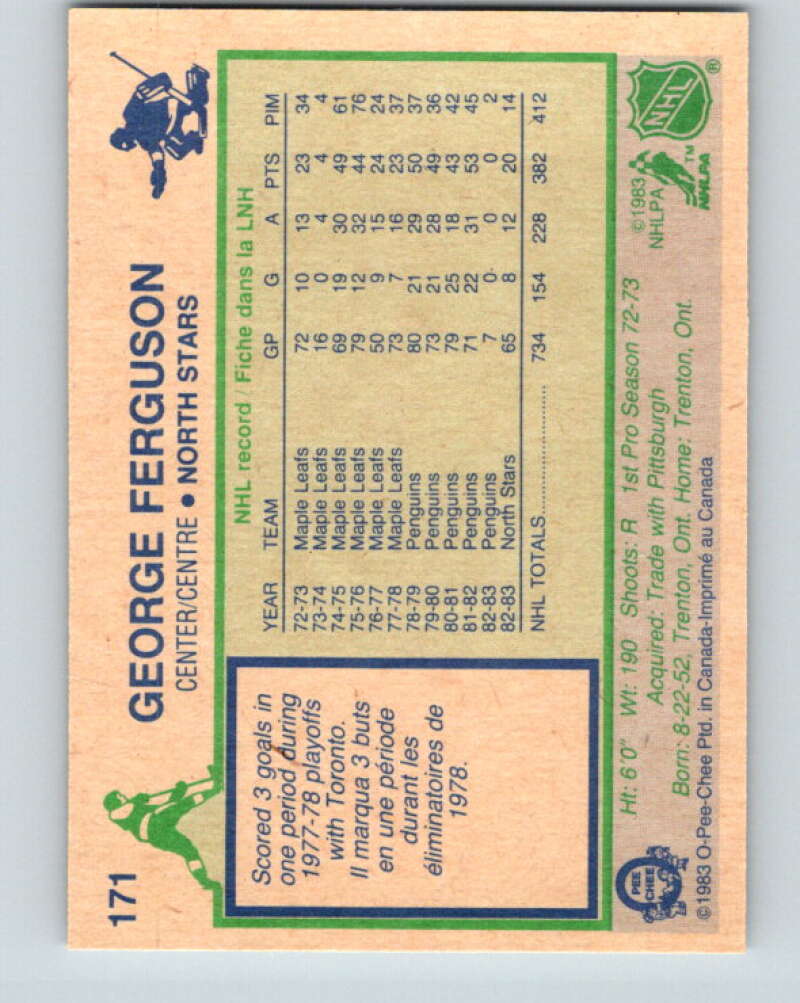 171
GEORGE FERGUSON
CENTER/CENTRE ● NORTH STARS
Scored 3 goals in
one period during
1977-78 playoffs
with Toronto.
Il marqua 3 buts
en une période
durant les
éliminatoires de
1978.
NHL record / Fiche dans la LNH
YEAR TEAM GP G A PTS PIM
72-73 Maple Leafs 72 10 13 23 34
73-74 Maple Leafs 16 0 4 4 4
74-75 Maple Leafs 69 19 30 49 61
75-76 Maple Leafs 79 12 32 44 76
76-77 Maple Leafs 50 9 15 24 24
77-78 Maple Leafs 73 7 16 23 37
78-79 Penguins 80 21 29 50 37
79-80 Penguins 73 21 28 49 36
80-81 Penguins 79 25 18 43 42
81-82 Penguins 71 22 31 53 45
82-83 Penguins 7 0 0 0 2
82-83 North Stars 65 8 12 20 14
NHL TOTALS.................... 734 154 228 382 412
Ht: 6'0" Wt: 190 Shoots: R 1st Pro Season 72-73
Acquired: Trade with Pittsburgh
Born: 8-22-52, Trenton, Ont. Home: Trenton, Ont.
©1983 O-Pee-Chee Ptd. in Canada-Imprimé au Canada
PEE
CHEE
©1983
NHLPA
NHL ®
NHLPA ™